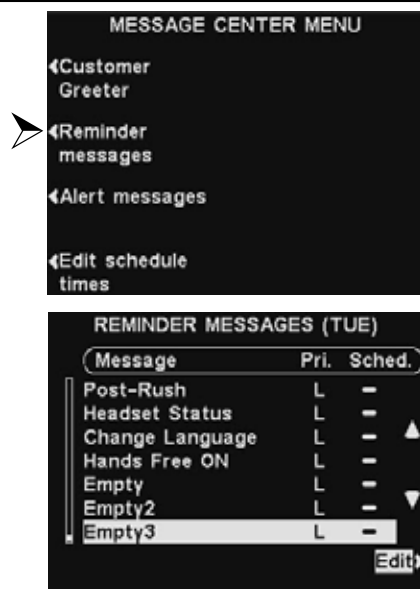 MESSAGE CENTER MENU
Customer
Greeter
Reminder
messages
Alert messages
Edit schedule
times
REMINDER MESSAGES (TUE)
Message Pri. Sched.
Post-Rush L -
Headset Status L -
Change Language L -
Hands Free ON L -
Empty L -
Empty2 L -
Empty3 L -
Edit